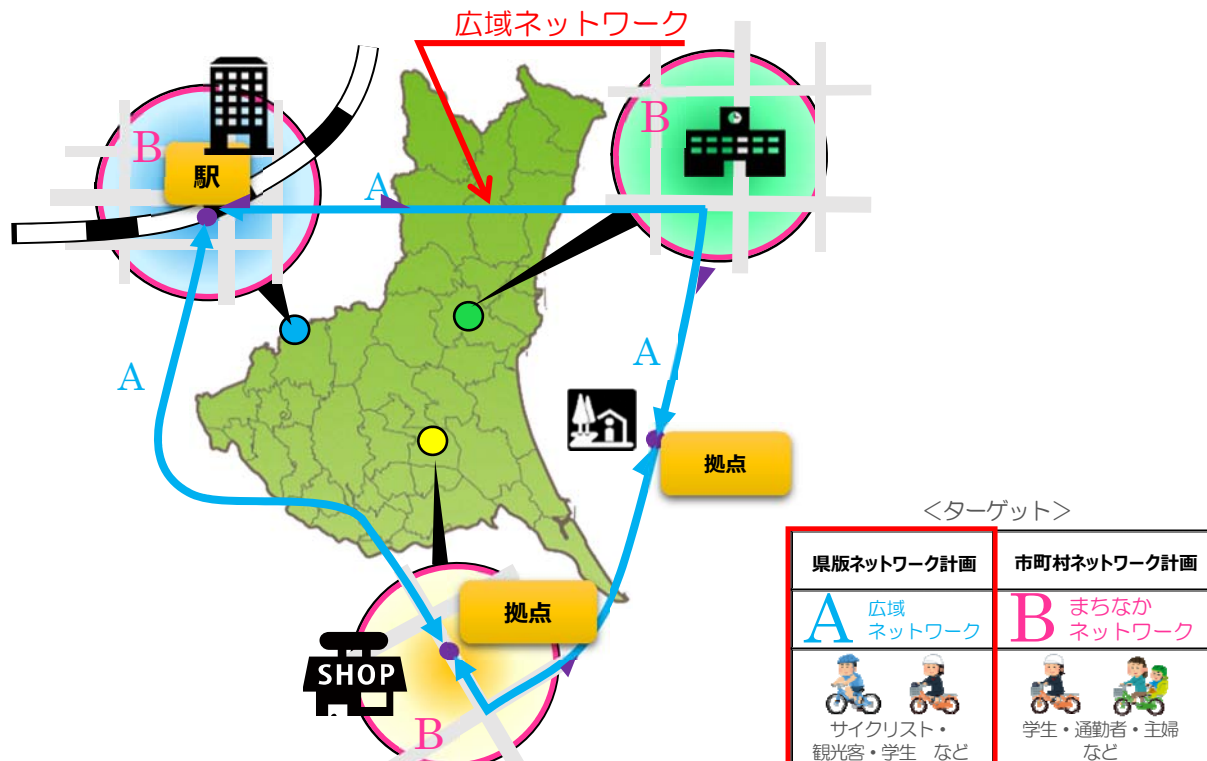 広域ネットワーク
B
駅
A
B
A
A
拠点
拠点
SHOP
B
＜ターゲット＞
県版ネットワーク計画
市町村ネットワーク計画
A 広域
ネットワーク
B まちなか
ネットワーク
サイクリスト・
観光客・学生　など
学生・通勤者・主婦
など